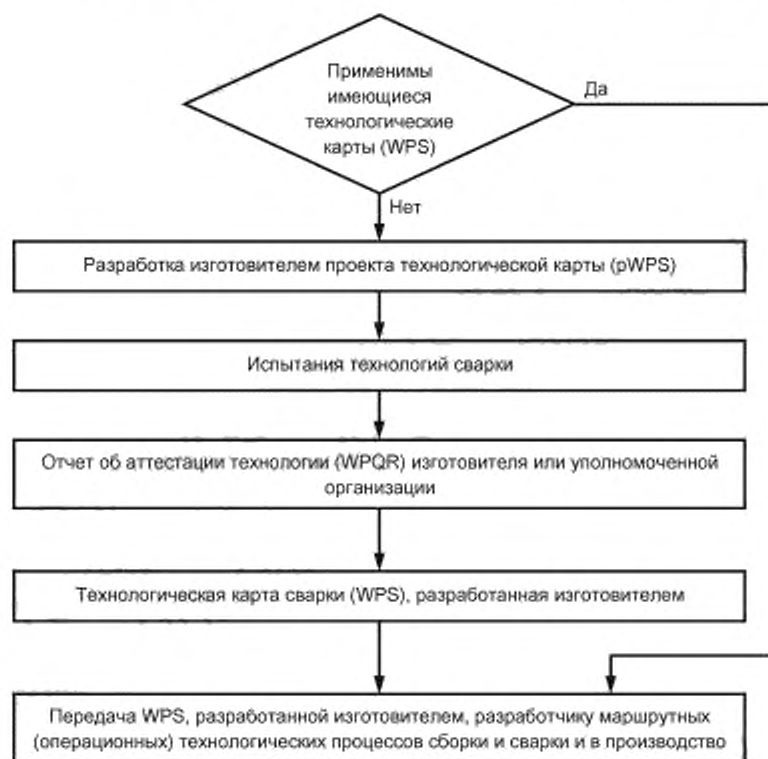 Применимы
имеющиеся
технологические
карты (WPS)
Да
Нет
Разработка изготовителем проекта технологической карты (pWPS)
Испытания технологий сварки
Отчет об аттестации технологии (WPQR) изготовителя или уполномоченной
организации
Технологическая карта сварки (WPS), разработанная изготовителем
Передача WPS, разработанной изготовителем, разработчику маршрутных
(операционных) технологических процессов сборки и сварки и в производство